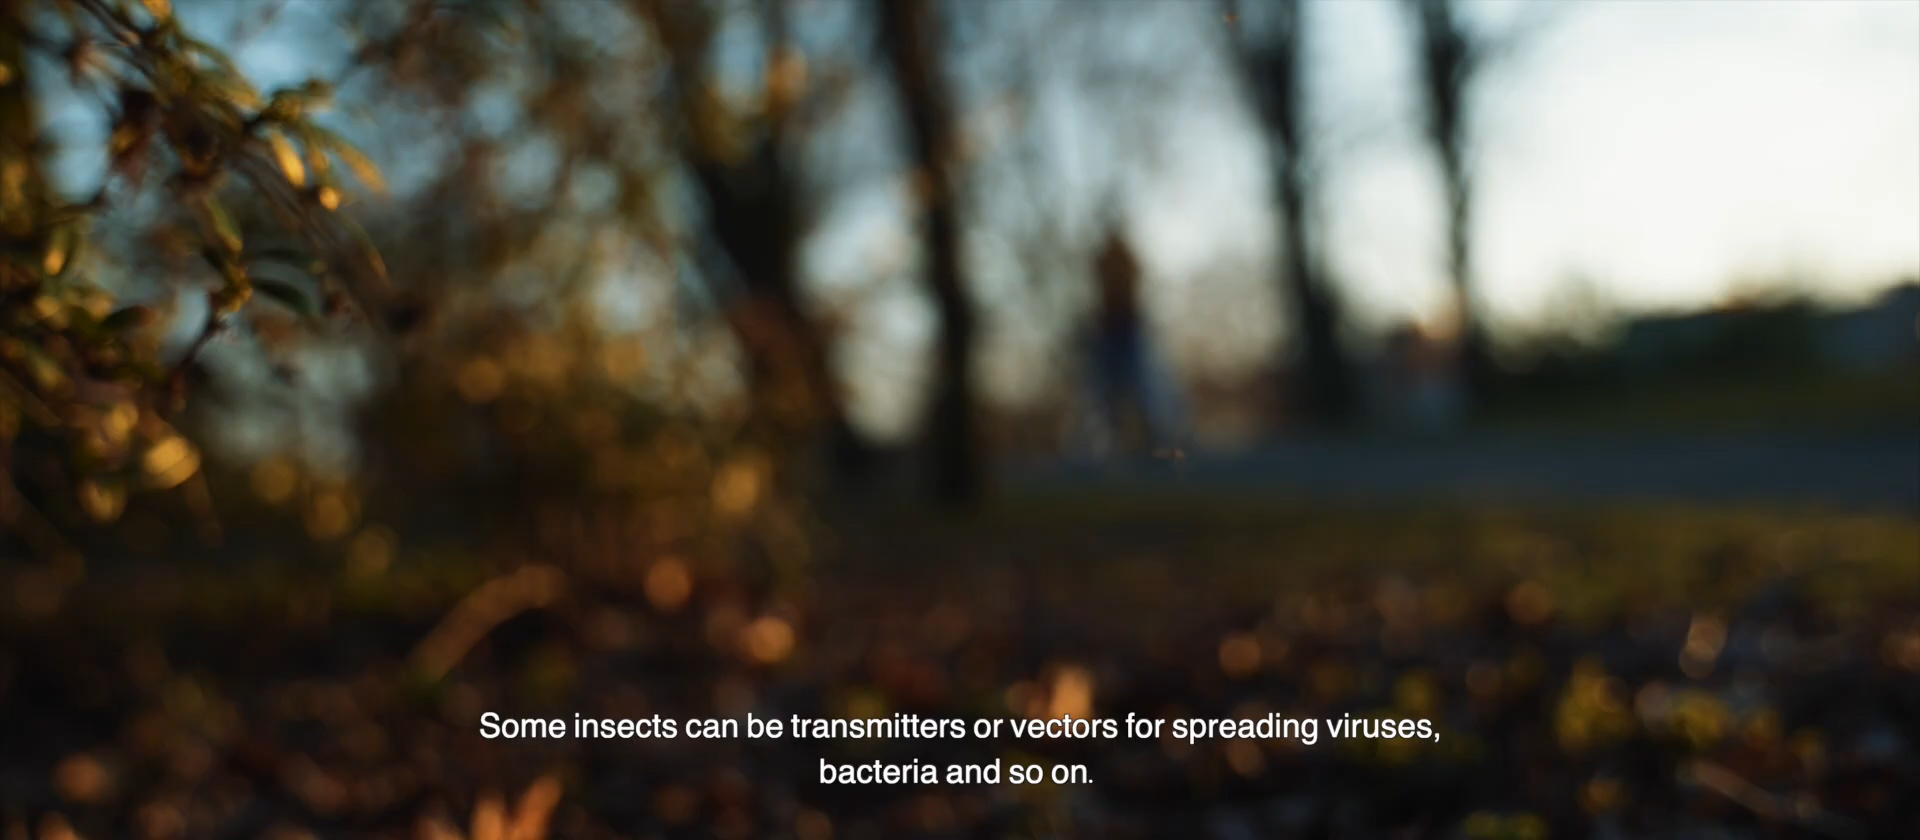 Some insects can be transmitters or vectors for spreading viruses,
bacteria and so on.